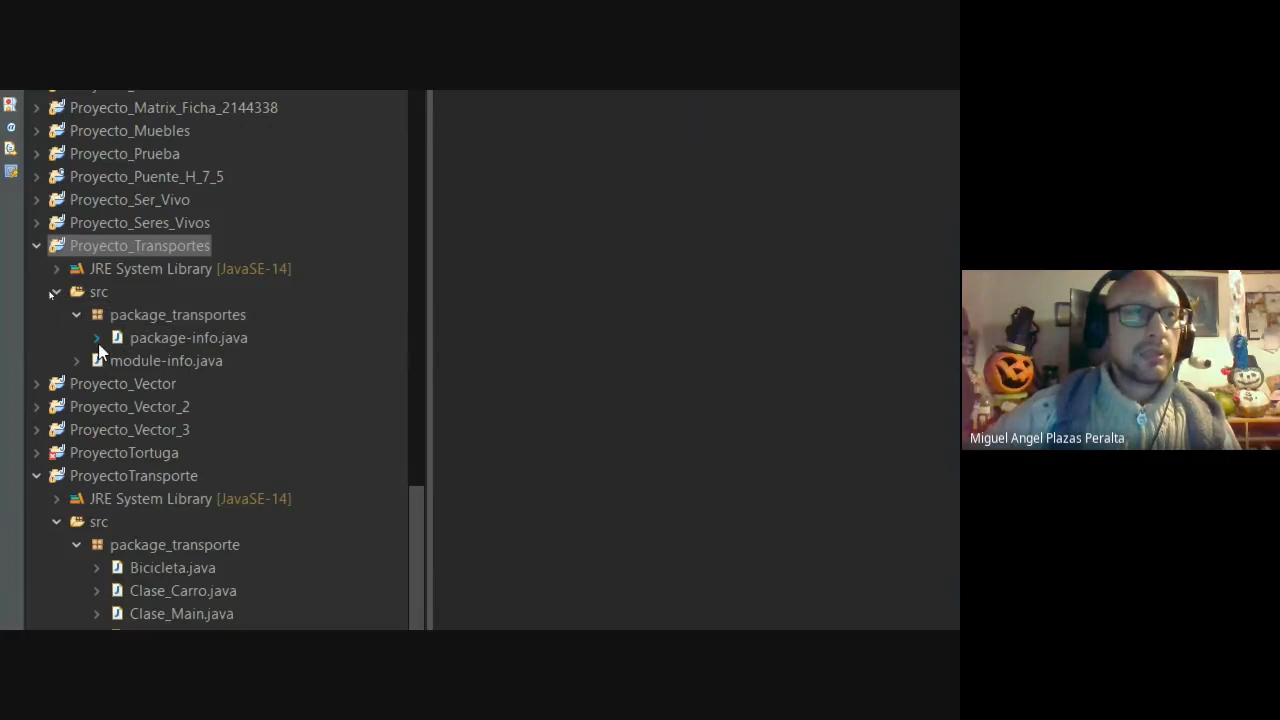 Proyecto_Matrix_Ficha_2144338
Proyecto_Muebles
Proyecto_Prueba
Proyecto_Puente_H_7_5
Proyecto_Ser_Vivo
Proyecto_Seres_Vivos
Proyecto_Transportes
JRE System Library [JavaSE-14]
src
package_transportes
package-info.java
module-info.java
Proyecto_Vector
Proyecto_Vector_2
Proyecto_Vector_3
ProyectoTortuga
ProyectoTransporte
JRE System Library [JavaSE-14]
src
package_transporte
Bicicleta.java
Clase_Carro.java
Clase_Main.java
Miguel Angel Plazas Peralta